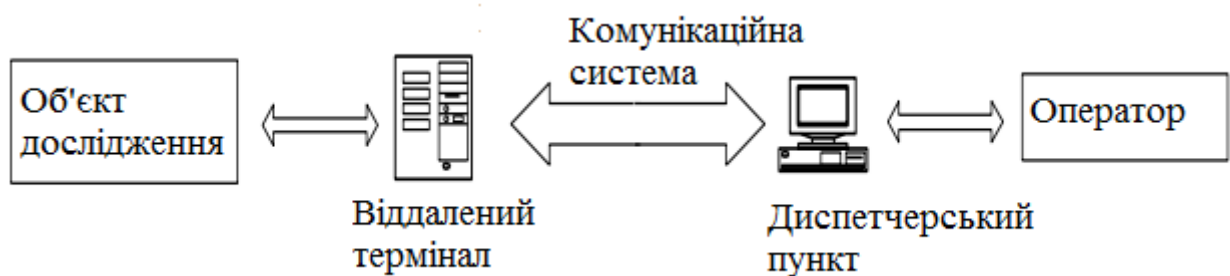 Комунікаційна
система
Об'єкт
дослідження
Оператор
Віддалений
термінал
Диспетчерський
пункт